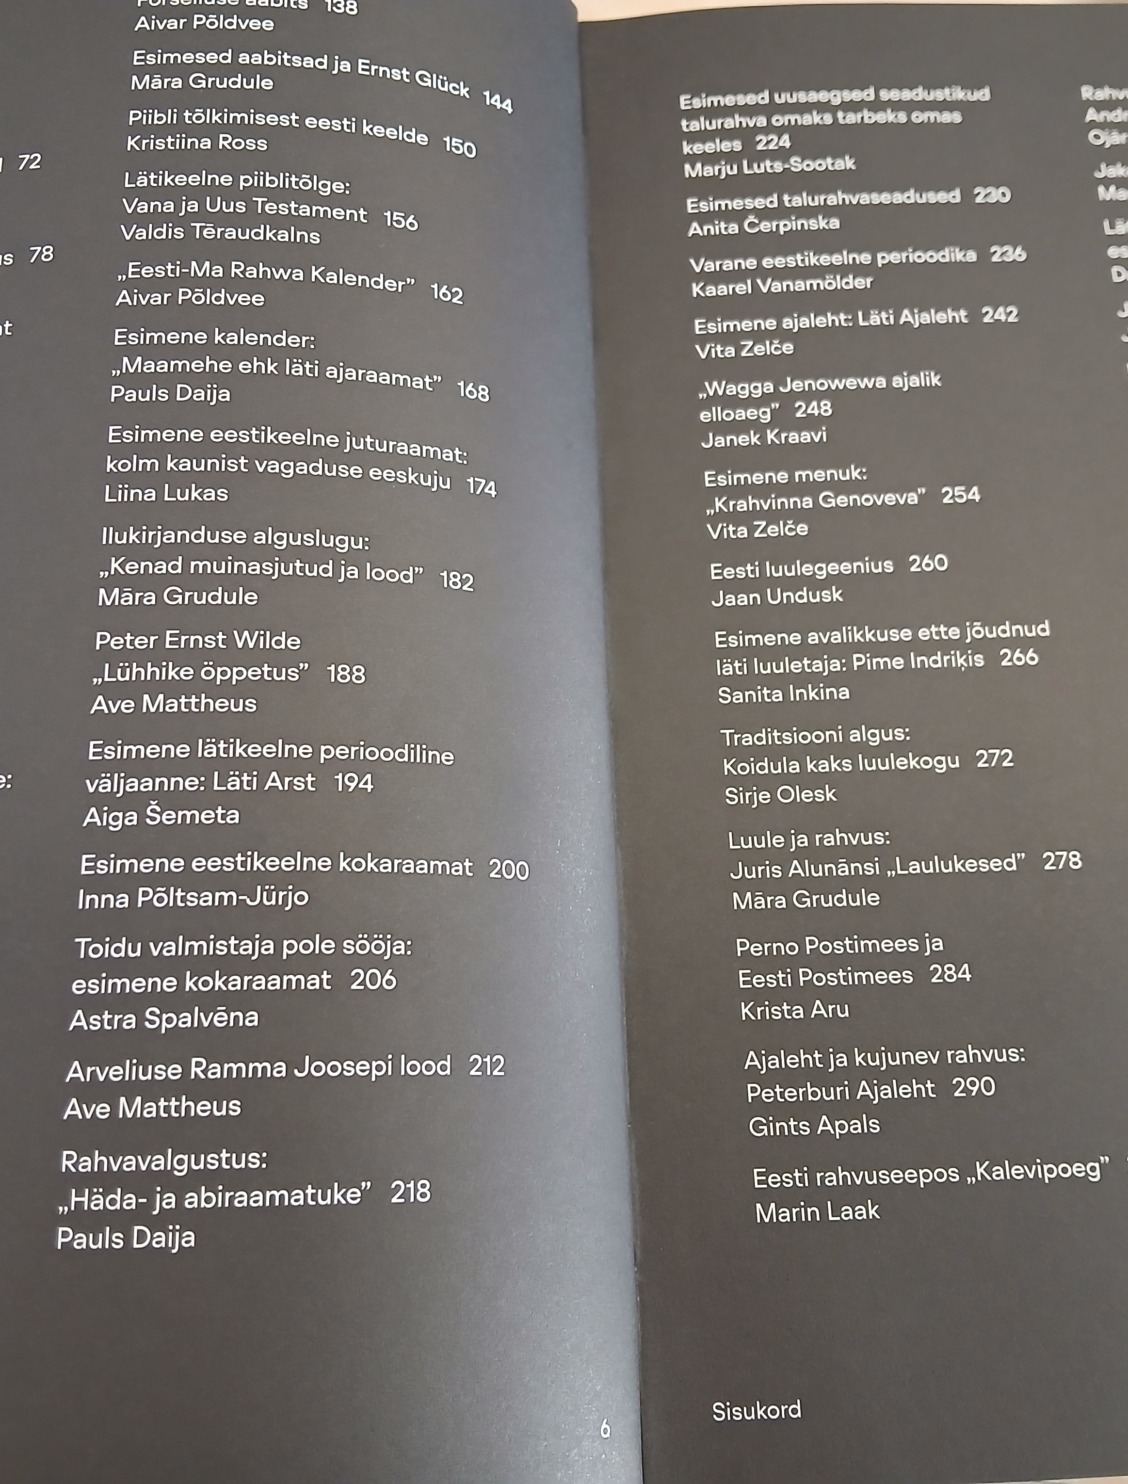 72
78
138
Aivar Põldvee
Esimesed aabitsad ja Ernst Glück 144
Māra Grudule
Piibli tõlkimisest eesti keelde 150
Kristiina Ross
Lätikeelne piiblitõlge:
Vana ja Uus Testament 156
Valdis Tēraudkalns
„Eesti-Ma Rahwa Kalender” 162
Aivar Põldvee
Esimene kalender:
„Maamehe ehk läti ajaraamat” 168
Pauls Daija
Esimene eestikeelne juturaamat:
kolm kaunist vagaduse eeskuju 174
Liina Lukas
Ilukirjanduse alguslugu:
„Kenad muinasjutud ja lood” 182
Māra Grudule
Peter Ernst Wilde
„Lühhike öppetus” 188
Ave Mattheus
Esimene lätikeelne perioodiline
väljaanne: Läti Arst 194
Aiga Šemeta
Esimene eestikeelne kokaraamat 200
Inna Põltsam-Jürjo
Toidu valmistaja pole sööja:
esimene kokaraamat 206
Astra Spalvēna
Arveliuse Ramma Joosepi lood 212
Ave Mattheus
Rahvavalgustus:
„Häda- ja abiraamatuke” 218
Pauls Daija
6
Esimesed uusaegsed seadustikud
talurahva omaks tarbeks omas
keeles 224
Marju Luts-Sootak
Esimesed talurahvaseadused 230
Anita Čerpinska
Varane eestikeelne perioodika 236
Kaarel Vanamölder
Esimene ajaleht: Läti Ajaleht 242
Vita Zelče
„Wagga Jenowewa ajalik
elloaeg” 248
Janek Kraavi
Esimene menuk:
„Krahvinna Genoveva” 254
Vita Zelče
Eesti luulegeenius 260
Jaan Undusk
Esimene avalikkuse ette jõudnud
läti luuletaja: Pime Indriķis 266
Sanita Inkina
Traditsiooni algus:
Koidula kaks luulekogu 272
Sirje Olesk
Luule ja rahvus:
Juris Alunānsi „Laulukesed” 278
Māra Grudule
Perno Postimees ja
Eesti Postimees 284
Krista Aru
Ajaleht ja kujunev rahvus:
Peterburi Ajaleht 290
Gints Apals
Eesti rahvuseepos „Kalevipoeg”
Marin Laak
Sisukord